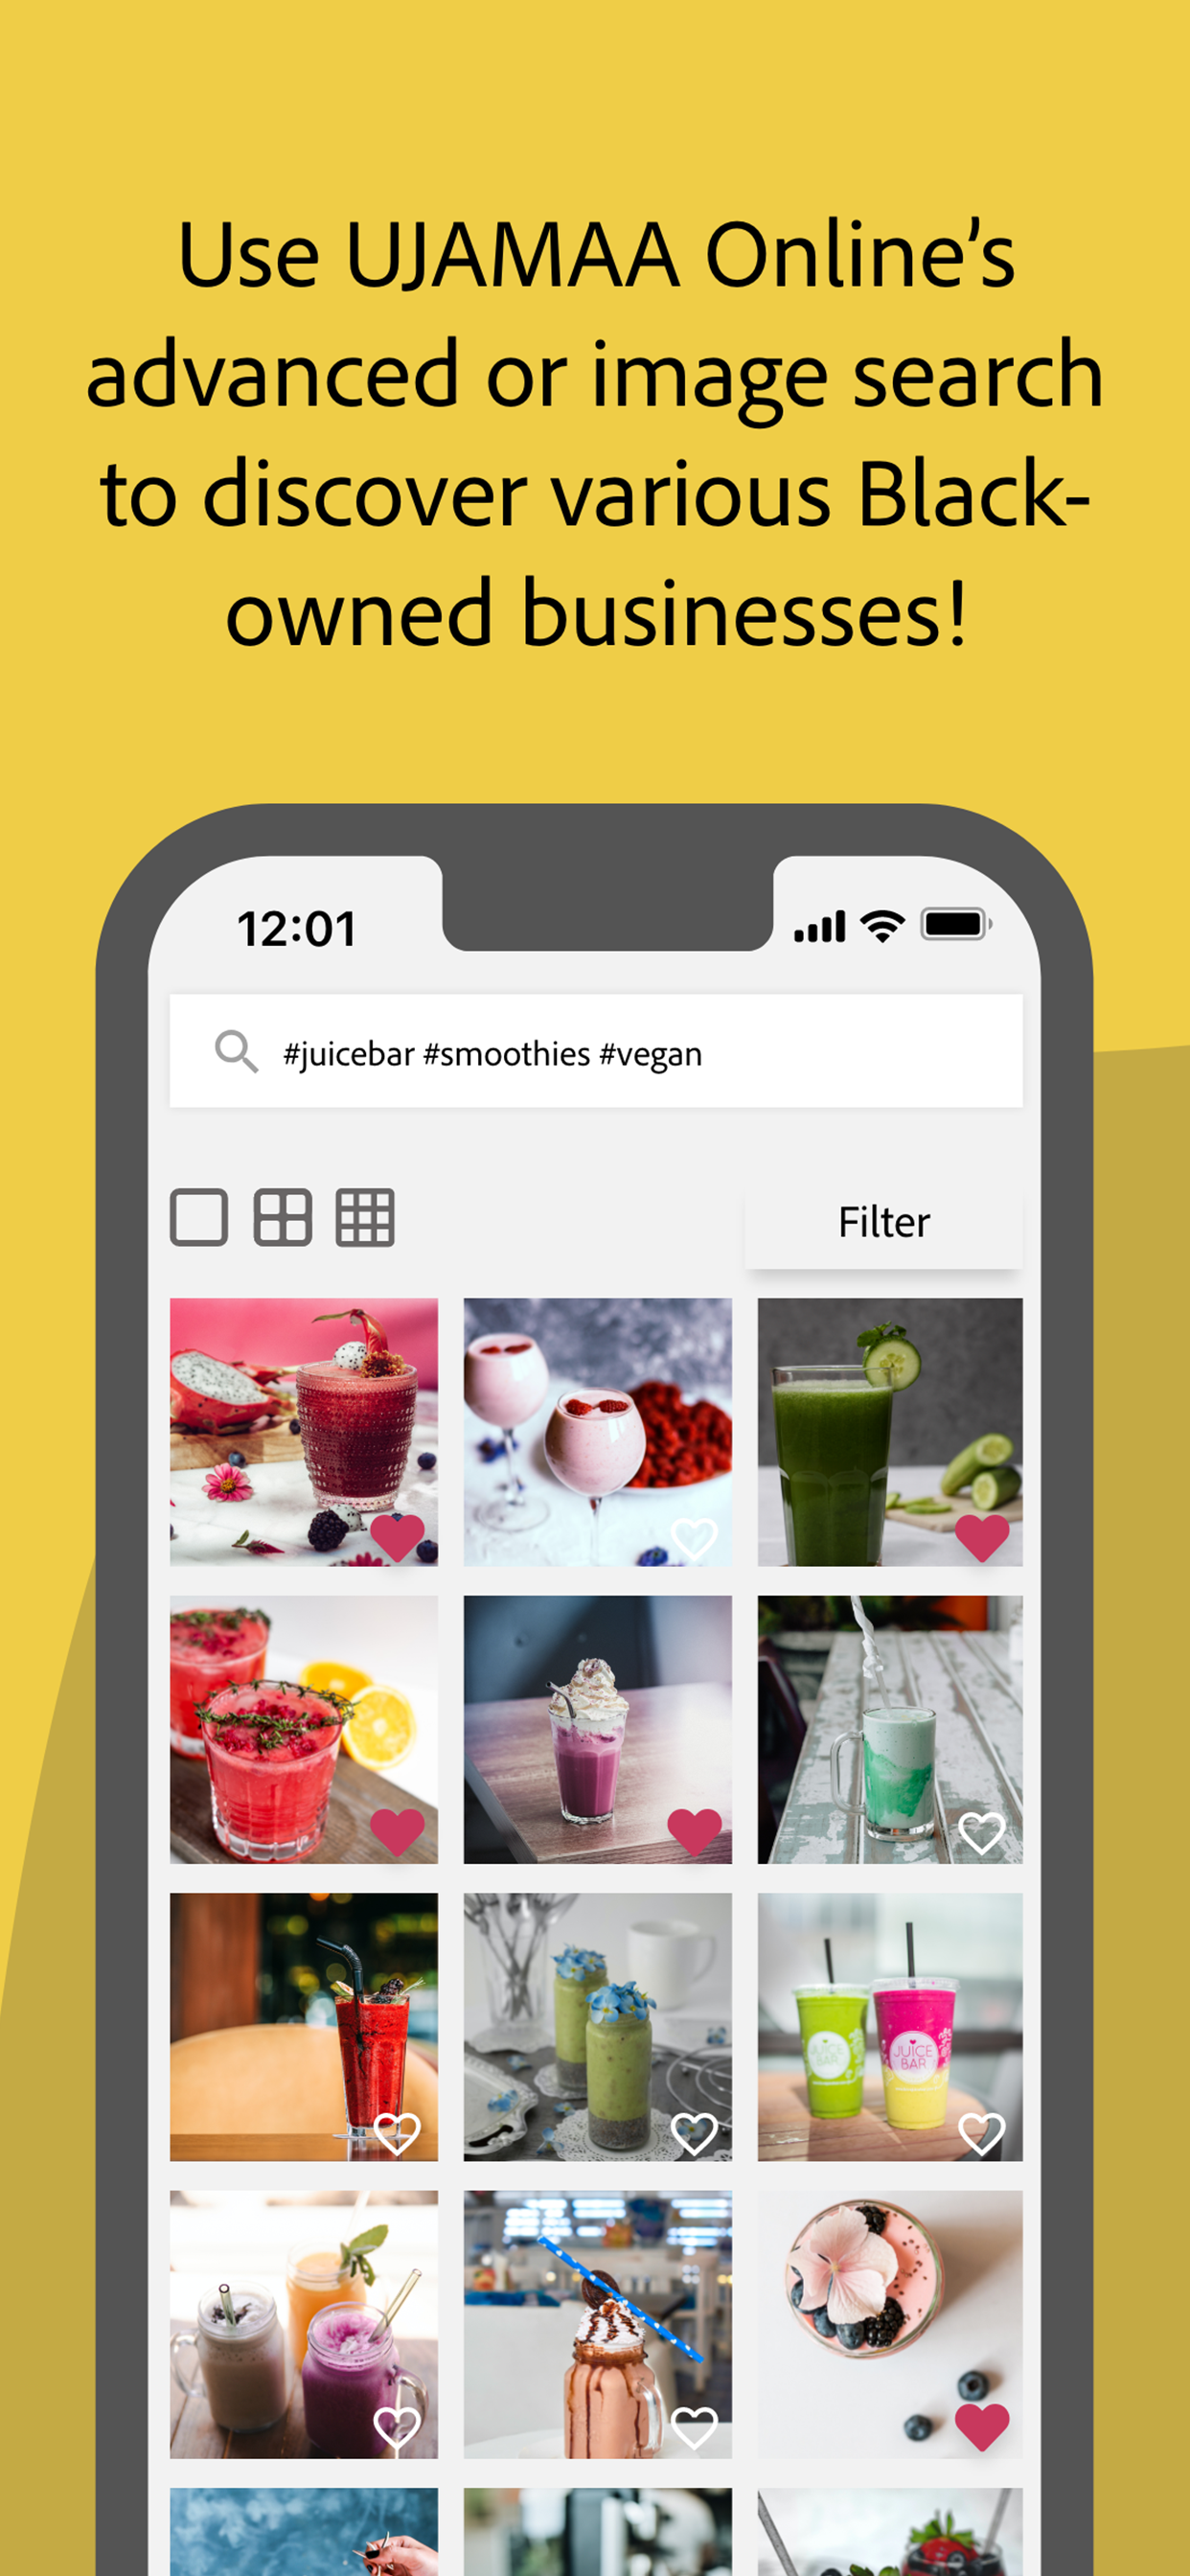 Use UJAMAA Online’s
advanced or image search
to discover various Black-
owned businesses!
12:01
#juicebar #smoothies #vegan
Filter
JUICE
BAR
JUICE
BAR